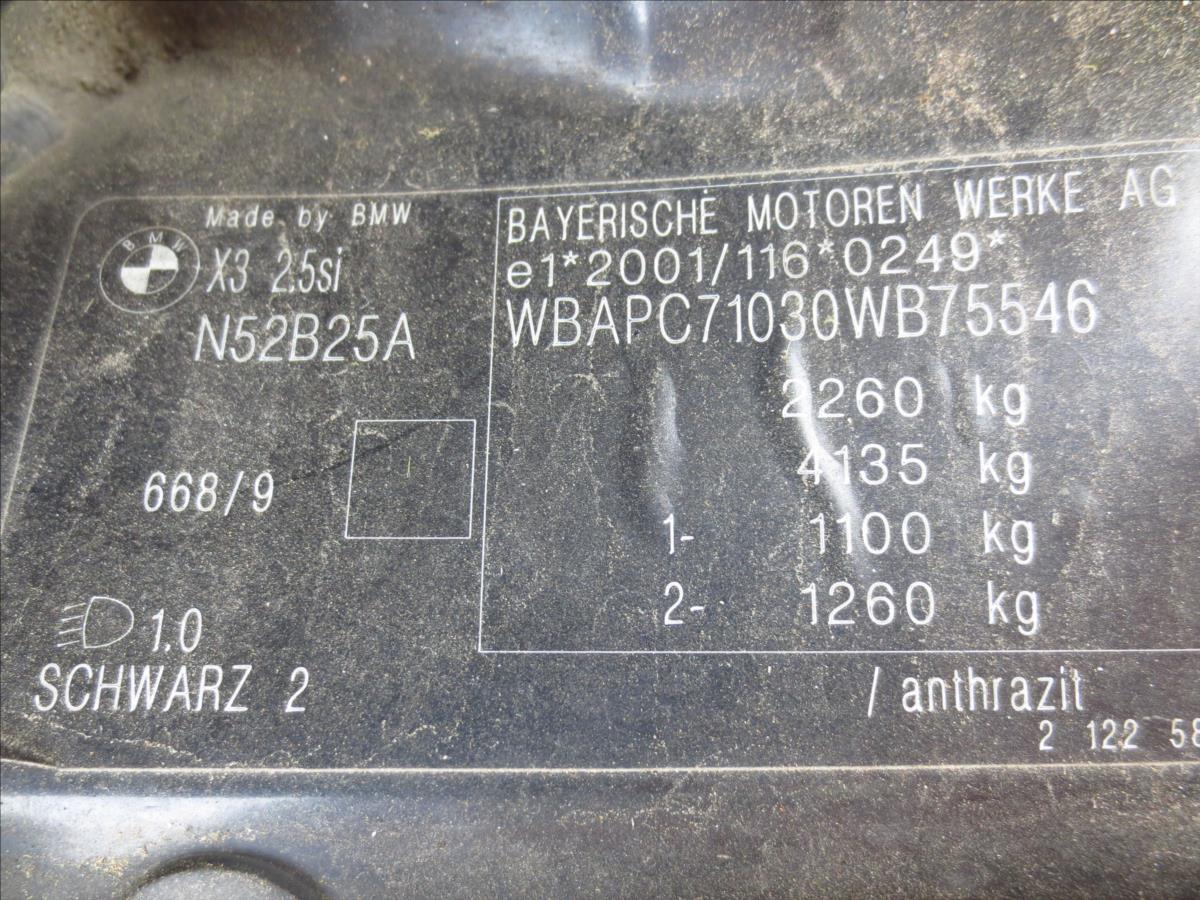 Made by BMW
BMW
X3 2.5si
N52B25A
668/9
1.0
SCHWARZ 2
BAYERISCHE MOTOREN WERKE AG
e1*2001/116*0249*
WBAPC71030WB75546
2260 kg
4135 kg
1- 1100 kg
2- 1260 kg
/ anthrazit
2 122 58